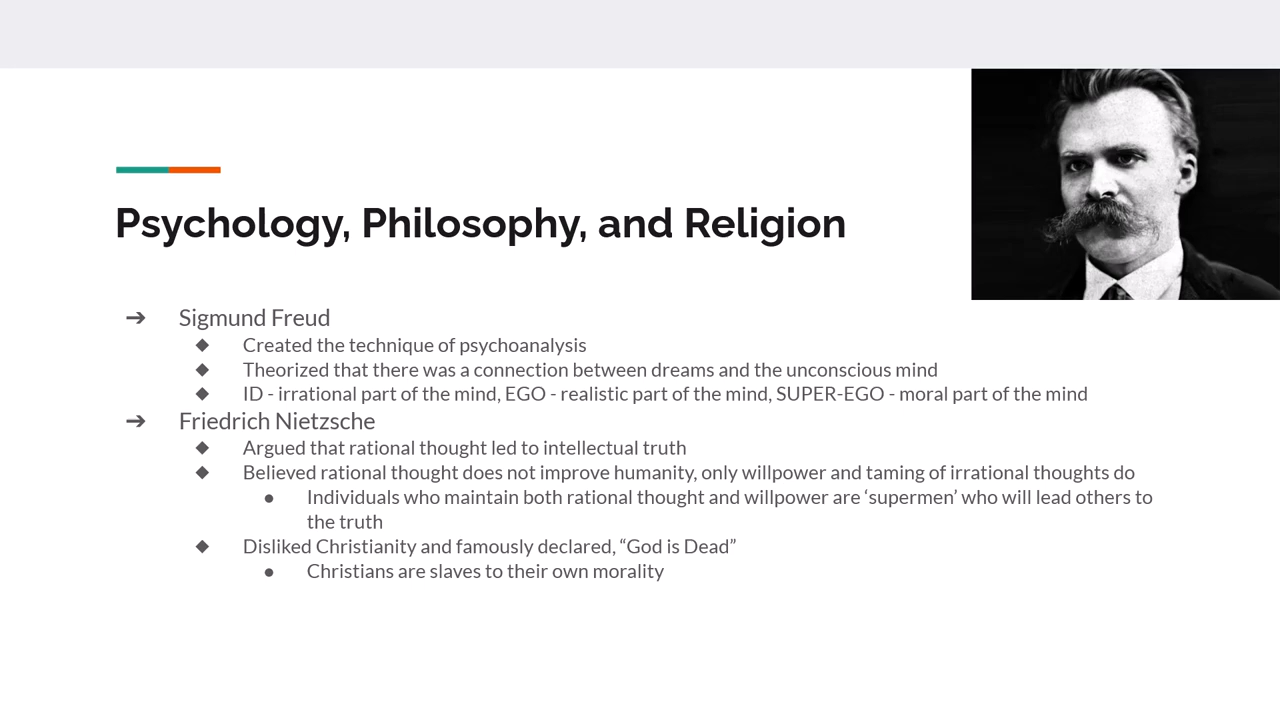 Psychology, Philosophy, and Religion
➔ Sigmund Freud
◆ Created the technique of psychoanalysis
◆ Theorized that there was a connection between dreams and the unconscious mind
◆ ID - irrational part of the mind, EGO - realistic part of the mind, SUPER-EGO - moral part of the mind
➔ Friedrich Nietzsche
◆ Argued that rational thought led to intellectual truth
◆ Believed rational thought does not improve humanity, only willpower and taming of irrational thoughts do
● Individuals who maintain both rational thought and willpower are ‘supermen’ who will lead others to
the truth
◆ Disliked Christianity and famously declared, “God is Dead”
● Christians are slaves to their own morality